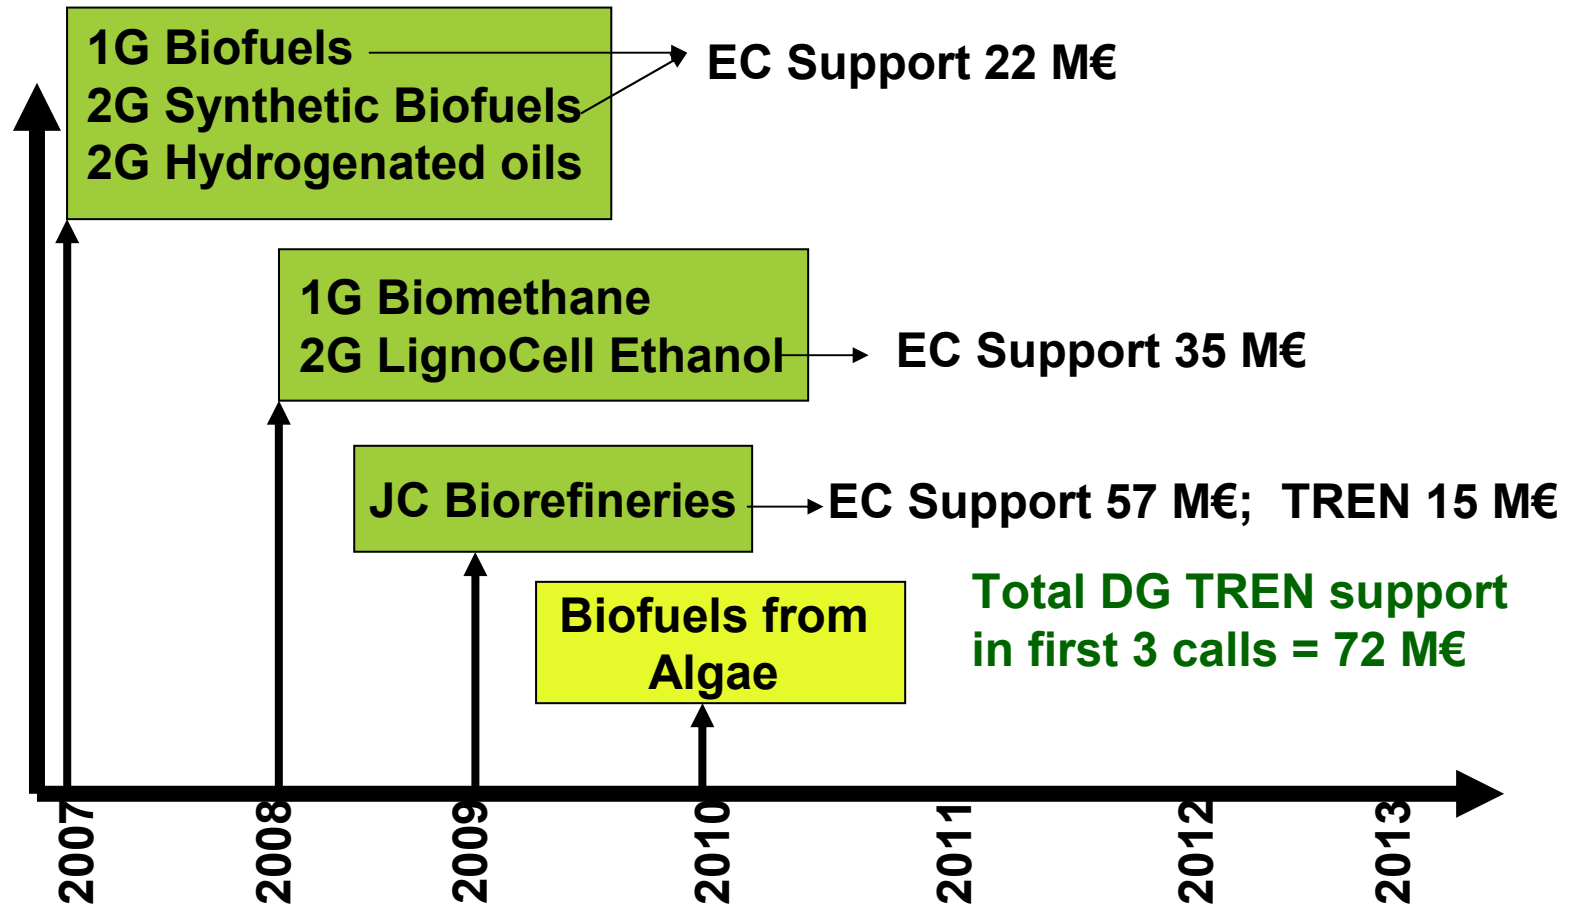 1G Biofuels
2G Synthetic Biofuels
2G Hydrogenated oils
EC Support 22 M€
1G Biomethane
2G LignoCell Ethanol
EC Support 35 M€
JC Biorefineries
EC Support 57 M€; TREN 15 M€
Biofuels from
Algae
Total DG TREN support
in first 3 calls = 72 M€
2007
2008
2009
2010
2011
2012
2013